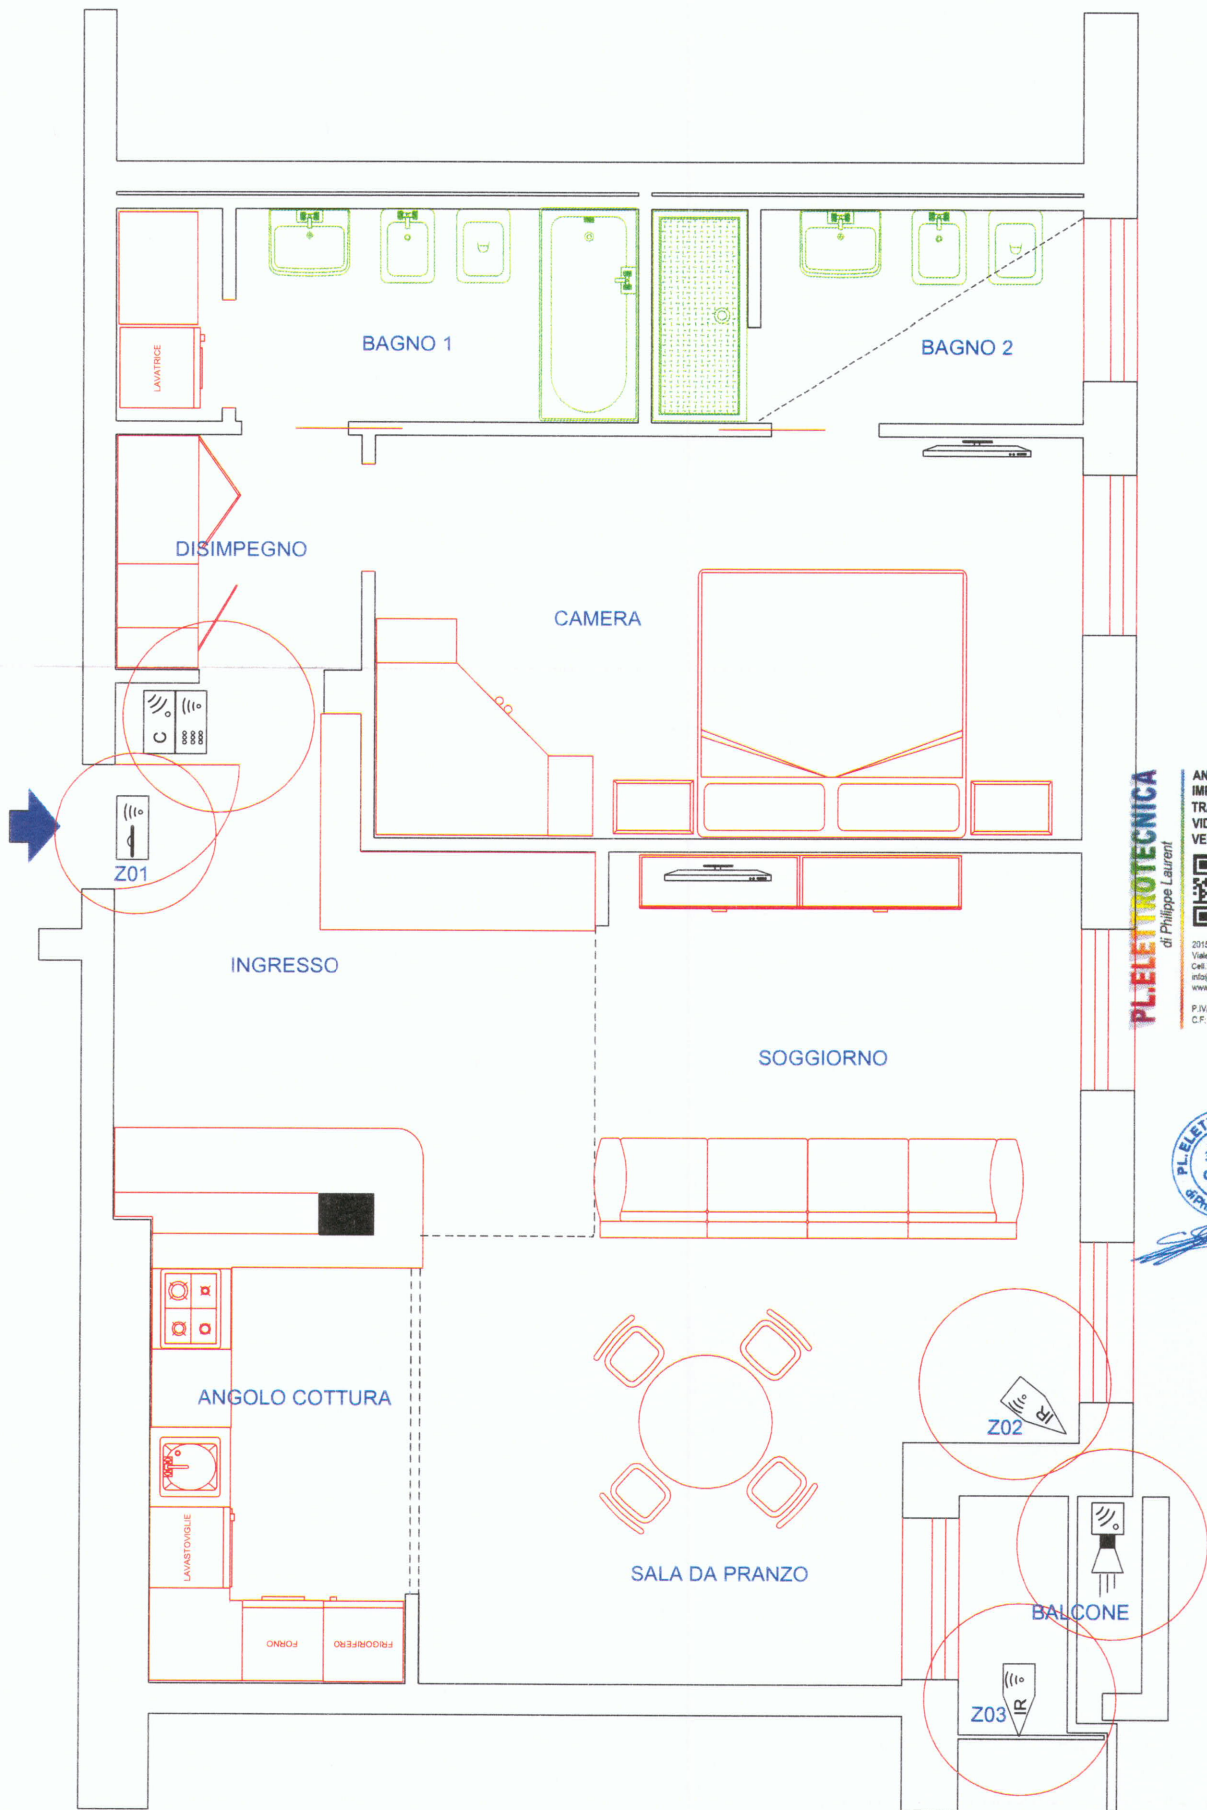 BAGNO 1
BAGNO 2
LAVATRICE
DISIMPEGNO
CAMERA
C
Z01
INGRESSO
SOGGIORNO
PL.ELETTROTECNICA
di Philippe Laurent
ANGOLO COTTURA
Z02
IR
LAVASTOVIGLIE
SALA DA PRANZO
BALCONE
FORNO
FRIGORIFERO
Z03
IR